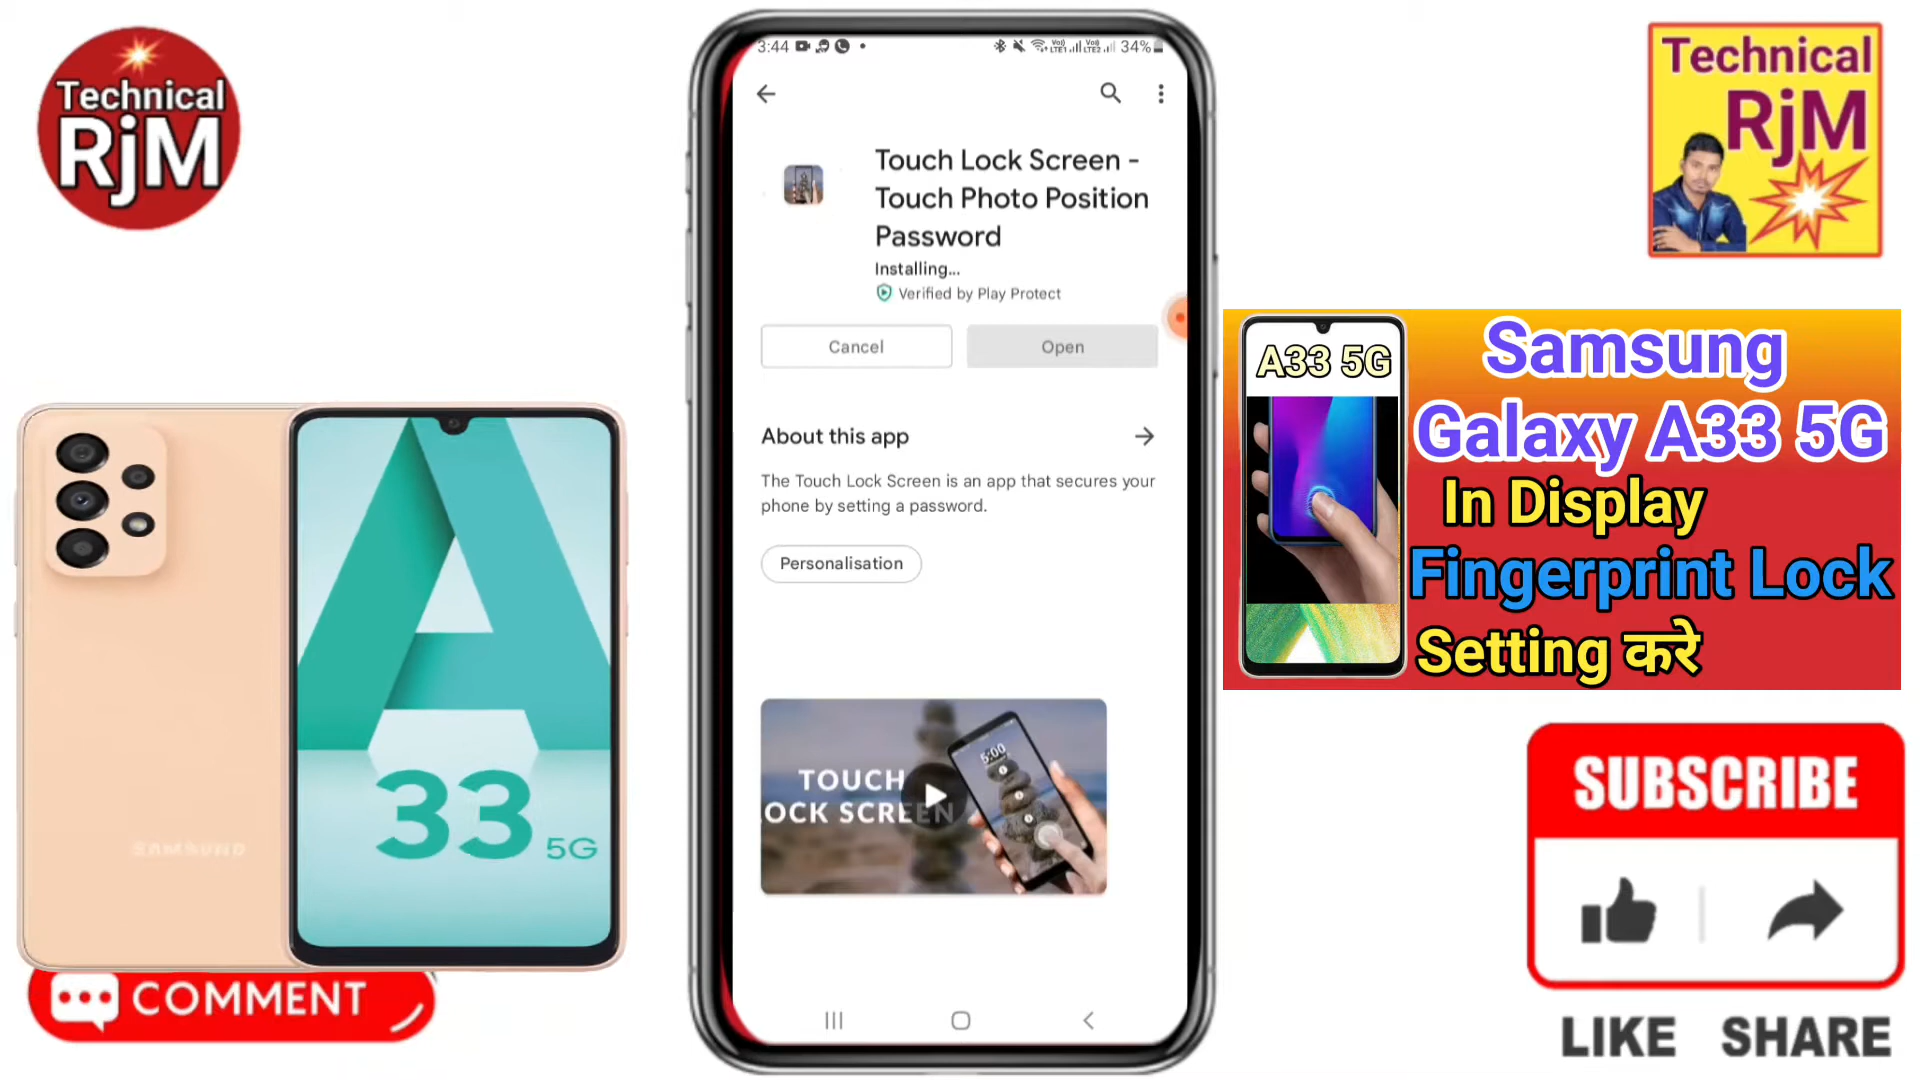 Technical
RjM
SAMSUNG
33 5G
COMMENT
3:44
34%
Touch Lock Screen -
Touch Photo Position
Password
Installing...
Verified by Play Protect
Cancel
Open
About this app
The Touch Lock Screen is an app that secures your
phone by setting a password.
Personalisation
TOUCH
LOCK SCREEN
5:00
Technical
RjM
A33 5G
Samsung
Galaxy A33 5G
In Display
Fingerprint Lock
Setting करे
SUBSCRIBE
LIKE SHARE